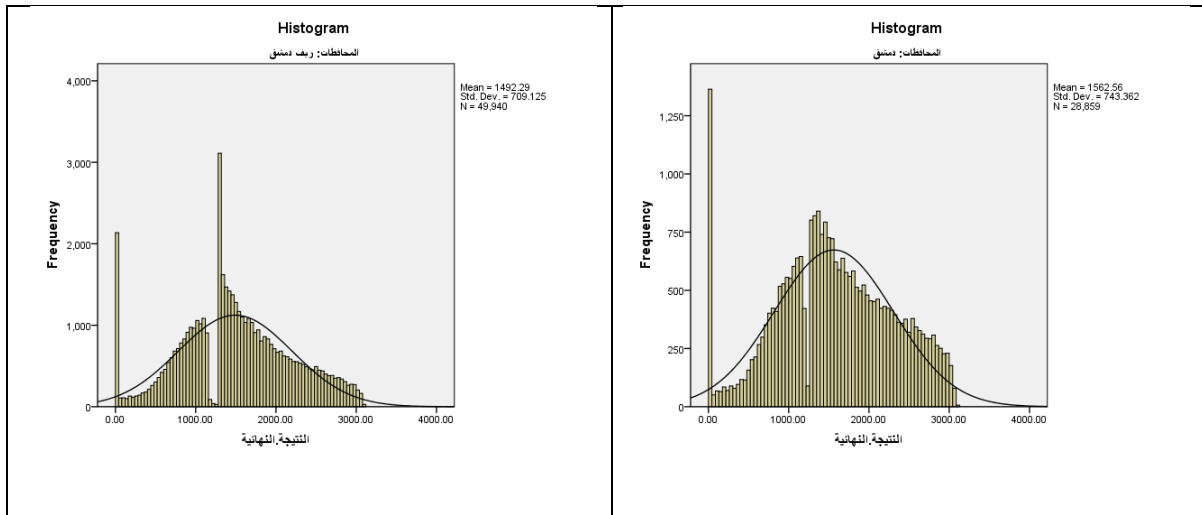 Histogram
المحافظات: ريف دمشق
Mean = 1492.29
Std. Dev. = 709.125
N = 49,940
4,000
3,000
2,000
1,000
0
Frequency
0.00 1000.00 2000.00 3000.00 4000.00
النتيجة.النهائية
Histogram
المحافظات: دمشق
Mean = 1562.56
Std. Dev. = 743.362
N = 28,859
1,250
1,000
750
500
250
0
Frequency
0.00 1000.00 2000.00 3000.00 4000.00
النتيجة.النهائية